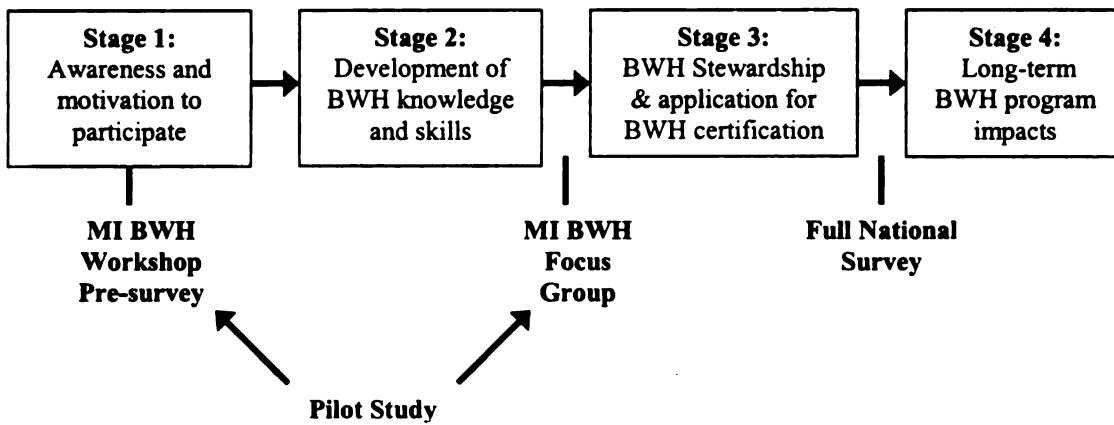 Stage 1:
Awareness and
motivation to
participate
Stage 2:
Development of
BWH knowledge
and skills
Stage 3:
BWH Stewardship
& application for
BWH certification
Stage 4:
Long-term
BWH program
impacts
MI BWH
Workshop
Pre-survey
MI BWH
Focus
Group
Full National
Survey
Pilot Study